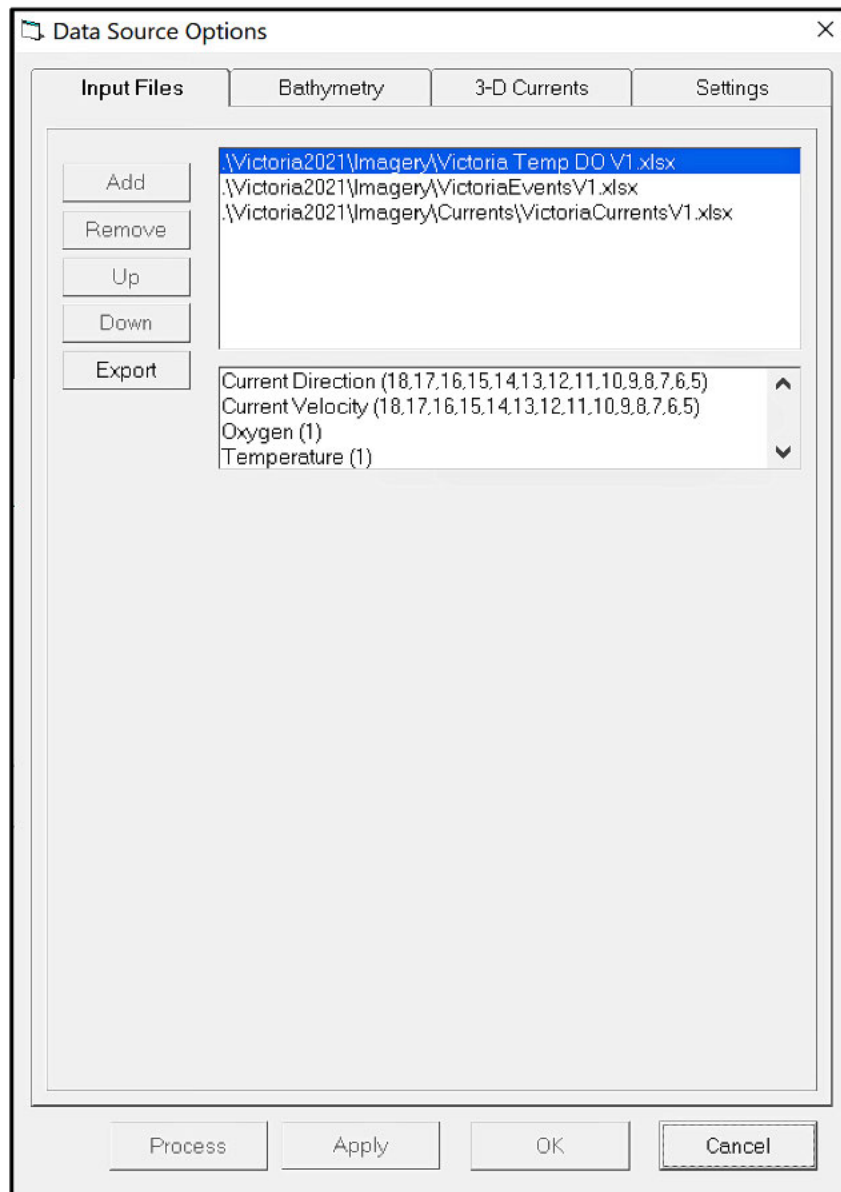 Data Source Options
Input Files
Bathymetry
3-D Currents
Settings
Add
Remove
Up
Down
Export
.\Victoria2021\Imagery\Victoria Temp DO V1.xlsx
.\Victoria2021\Imagery\VictoriaEventsV1.xlsx
.\Victoria2021\Imagery\Currents\VictoriaCurrentsV1.xlsx
Current Direction (18,17,16,15,14,13,12,11,10,9,8,7,6,5)
Current Velocity (18,17,16,15,14,13,12,11,10,9,8,7,6,5)
Oxygen (1)
Temperature (1)
Process
Apply
OK
Cancel